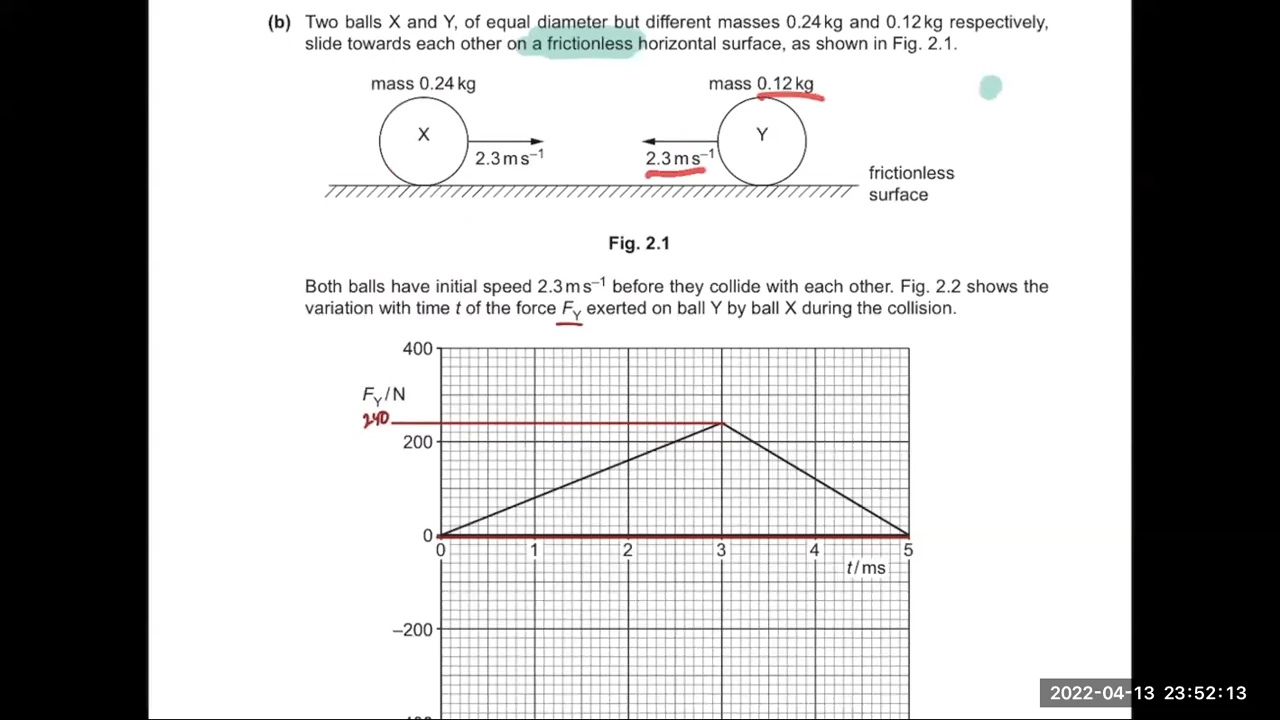 (b) Two balls X and Y, of equal diameter but different masses 0.24 kg and 0.12 kg respectively,
slide towards each other on a frictionless horizontal surface, as shown in Fig. 2.1.
mass 0.24 kg
mass 0.12 kg
X
Y
2.3 m s⁻¹
2.3 m s⁻¹
frictionless
surface
Fig. 2.1
Both balls have initial speed 2.3 m s⁻¹ before they collide with each other. Fig. 2.2 shows the
variation with time t of the force F_Y exerted on ball Y by ball X during the collision.
400
F_Y / N
240
200
0
0 1 2 3 4 5
t / ms
−200
2022-04-13 23:52:13